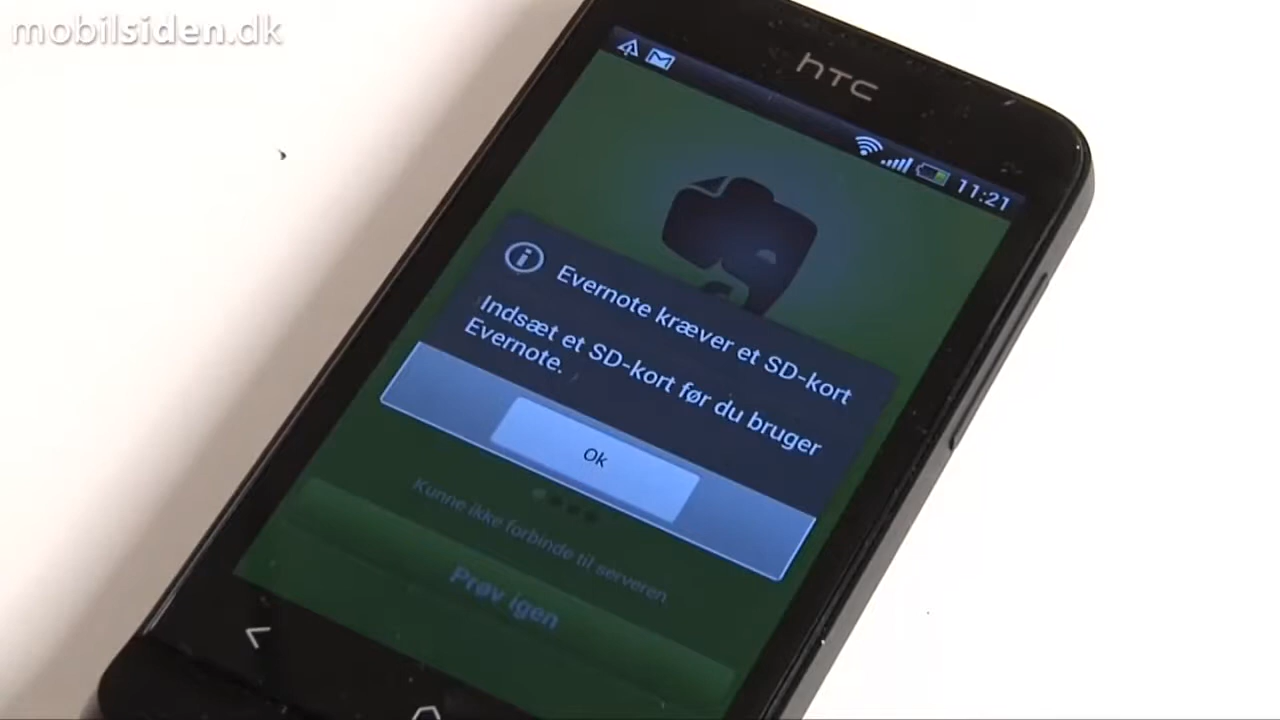 mobilsiden.dk
hTC
11:21
Evernote kræver et SD-kort
Indsæt et SD-kort før du bruger
Evernote.
Ok
Kunne ikke forbinde til serveren
Prøv igen